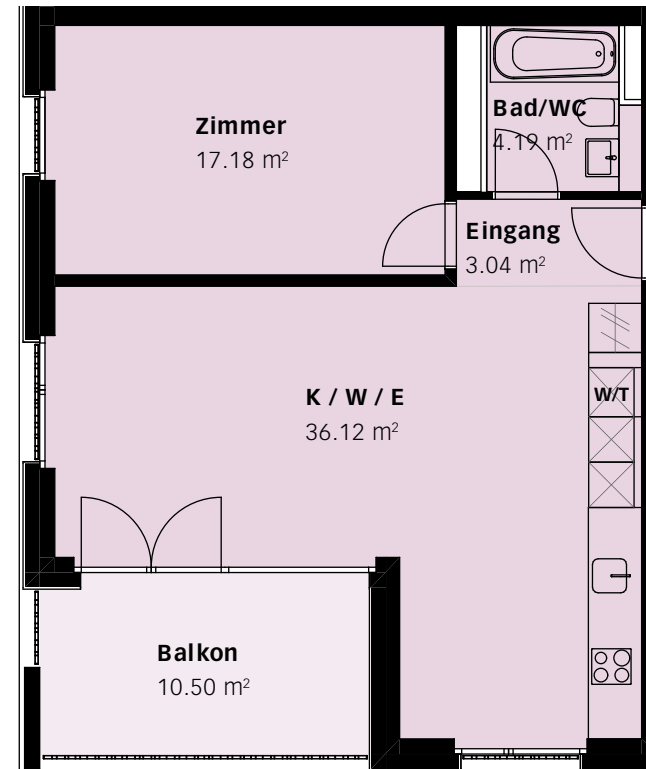 Zimmer
17.18 m²
Bad/WC
4.19 m²
Eingang
3.04 m²
K / W / E
36.12 m²
W/T
Balkon
10.50 m²